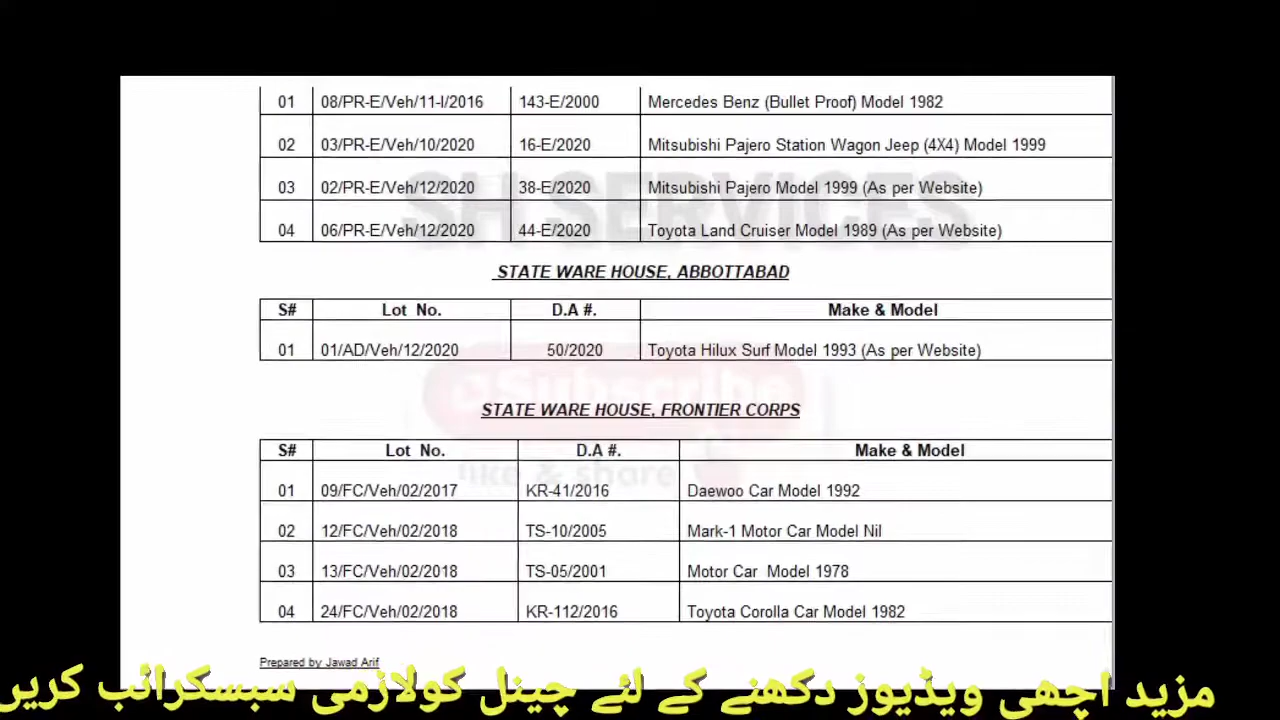 01 08/PR-E/Veh/11-I/2016 143-E/2000 Mercedes Benz (Bullet Proof) Model 1982
02 03/PR-E/Veh/10/2020 16-E/2020 Mitsubishi Pajero Station Wagon Jeep (4X4) Model 1999
03 02/PR-E/Veh/12/2020 38-E/2020 Mitsubishi Pajero Model 1999 (As per Website)
SH SERVICES
04 06/PR-E/Veh/12/2020 44-E/2020 Toyota Land Cruiser Model 1989 (As per Website)
STATE WARE HOUSE, ABBOTTABAD
S# Lot No. D.A #. Make & Model
01 01/AD/Veh/12/2020 50/2020 Toyota Hilux Surf Model 1993 (As per Website)
Subscribe
STATE WARE HOUSE, FRONTIER CORPS
S# Lot No. D.A #. Make & Model
like & share
01 09/FC/Veh/02/2017 KR-41/2016 Daewoo Car Model 1992
02 12/FC/Veh/02/2018 TS-10/2005 Mark-1 Motor Car Model Nil
03 13/FC/Veh/02/2018 TS-05/2001 Motor Car Model 1978
04 24/FC/Veh/02/2018 KR-112/2016 Toyota Corolla Car Model 1982
Prepared by Jawad Arif
مزید اچھی ویڈیوز دکھنے کے لئے چینل کولازمی سبسکرائب کریں